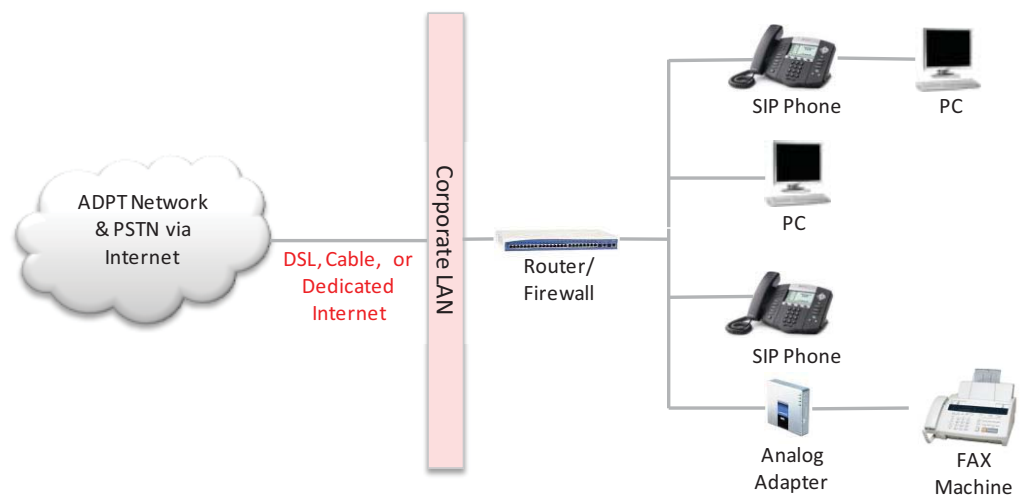 ADPT Network
& PSTN via
Internet
DSL, Cable, or
Dedicated
Internet
Corporate LAN
Router/
Firewall
SIP Phone
PC
PC
SIP Phone
Analog
Adapter
FAX
Machine